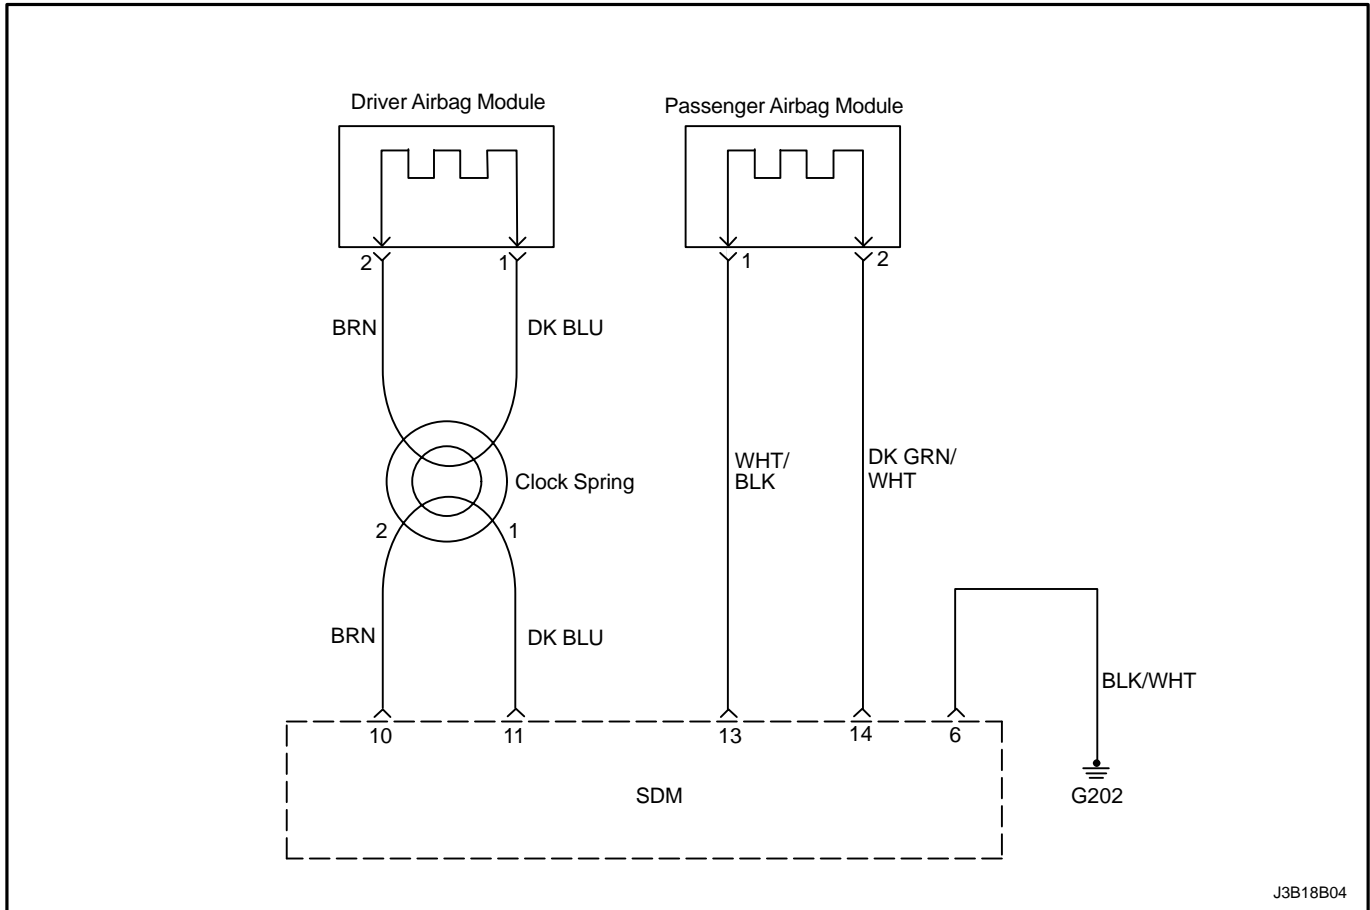 Driver Airbag Module
Passenger Airbag Module
2
1
1
2
BRN
DK BLU
WHT/
BLK
DK GRN/
WHT
Clock Spring
2
1
BRN
DK BLU
BLK/WHT
10
11
13
14
6
SDM
G202
J3B18B04